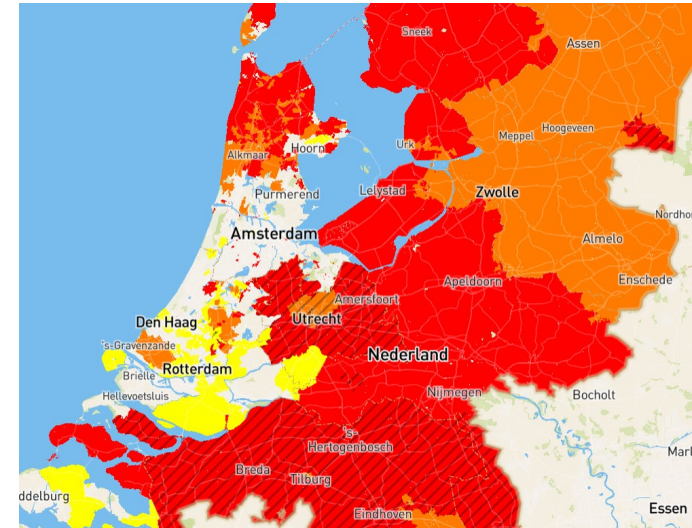 Sneek
Assen
Meppel
Hoogeveen
Urk
Hoorn
Alkmaar
Purmerend
Lelystad
Zwolle
Nordho
Amsterdam
Almelo
Enschede
Apeldoorn
Amersfoort
Utrecht
Den Haag
's-Gravenzande
Rotterdam
Nederland
Brielle
Hellevoetsluis
Nijmegen
Bocholt
's-
Hertogenbosch
Marl
Breda
Tilburg
ddelburg
Essen
Eindhoven